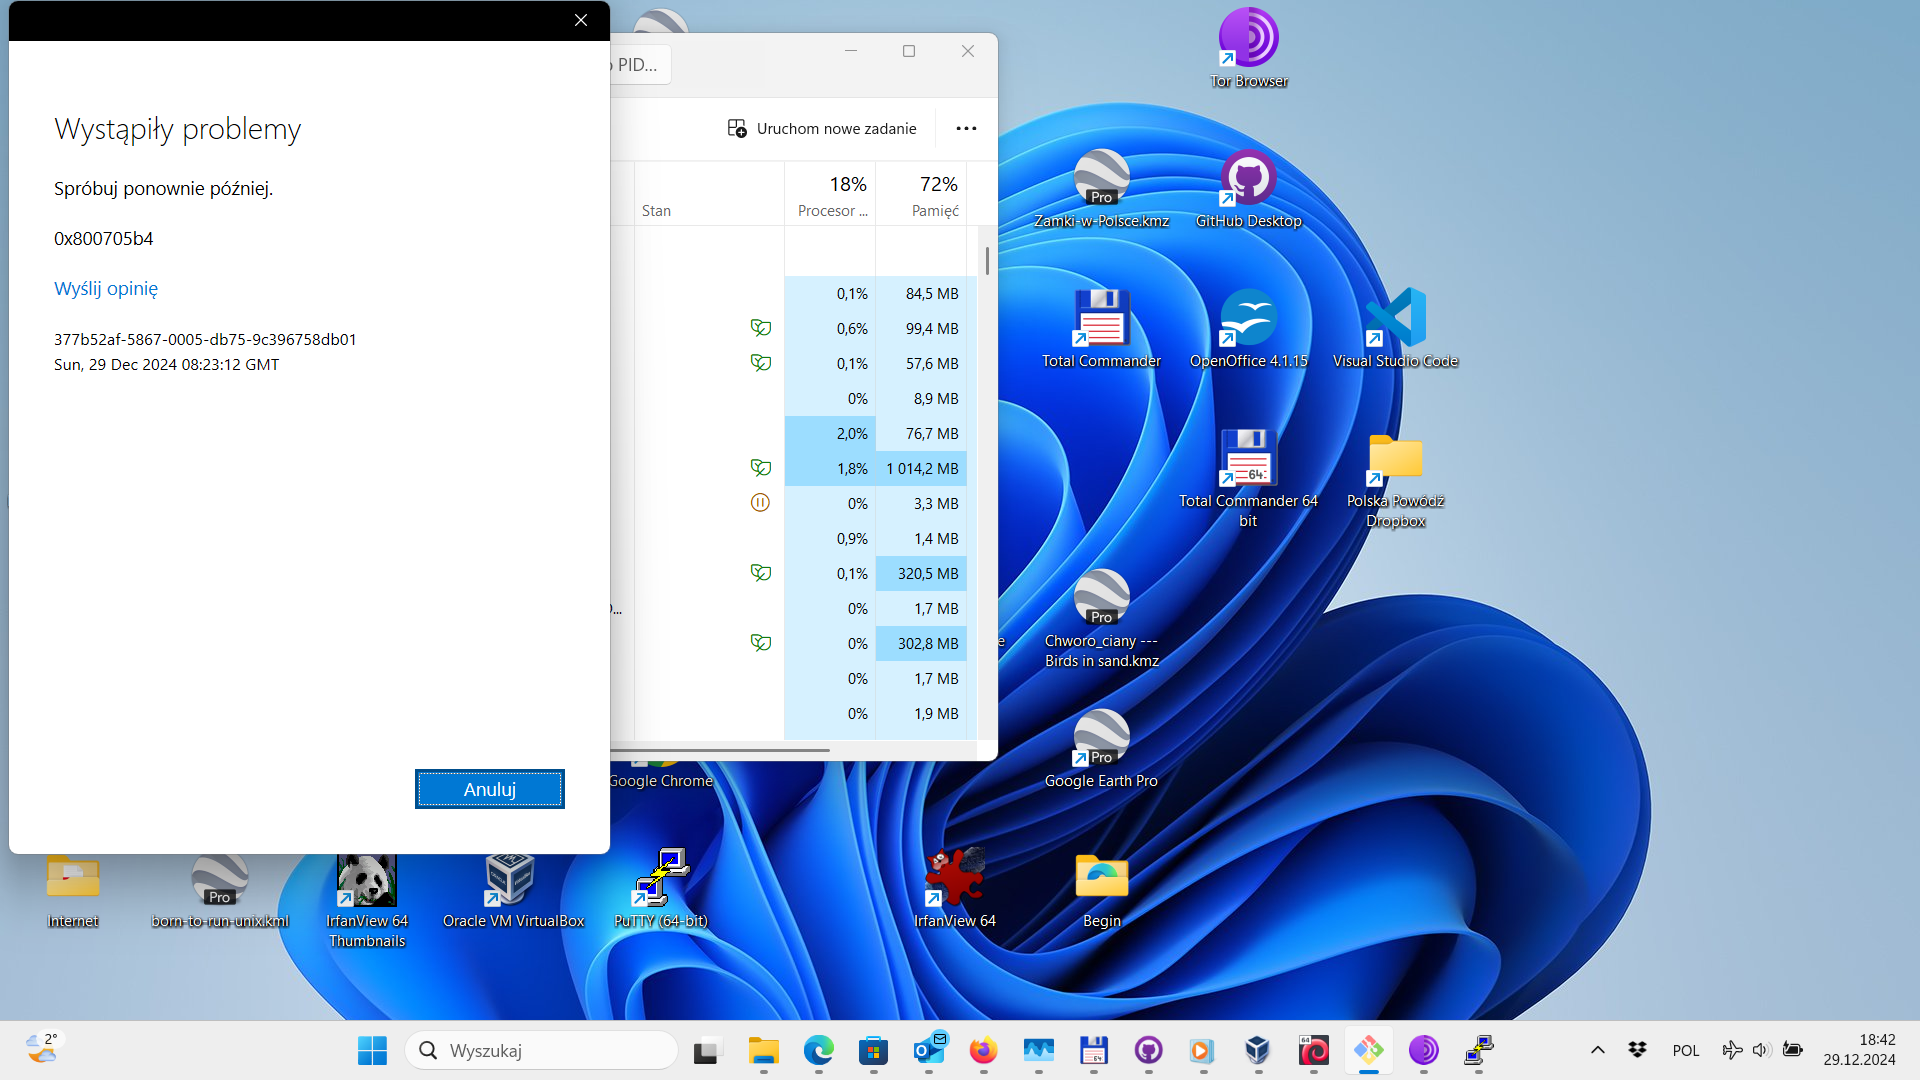 Wystąpiły problemy
Spróbuj ponownie później.
0x800705b4
Wyślij opinię
377b52af-5867-0005-db75-9c396758db01
Sun, 29 Dec 2024 08:23:12 GMT
Anuluj
PID...
Uruchom nowe zadanie
18% 72%
Stan Procesor ... Pamięć
0,1% 84,5 MB
0,6% 99,4 MB
0,1% 57,6 MB
0% 8,9 MB
2,0% 76,7 MB
1,8% 1 014,2 MB
0% 3,3 MB
0,9% 1,4 MB
0,1% 320,5 MB
0% 1,7 MB
0% 302,8 MB
0% 1,7 MB
0% 1,9 MB
Tor Browser
Pro
Zamki-w-Polsce.kmz
GitHub Desktop
Total Commander
OpenOffice 4.1.15
Visual Studio Code
64
Total Commander 64
bit
Polska Powódź
Dropbox
Pro
Chworo_ciany ---
Birds in sand.kmz
Pro
Google Earth Pro
Google Chrome
Internet
Pro
born-to-run-unix.kml
IrfanView 64
Thumbnails
Oracle VM VirtualBox
PuTTY (64-bit)
IrfanView 64
Begin
2°
Wyszukaj
64
64
POL
18:42
29.12.2024